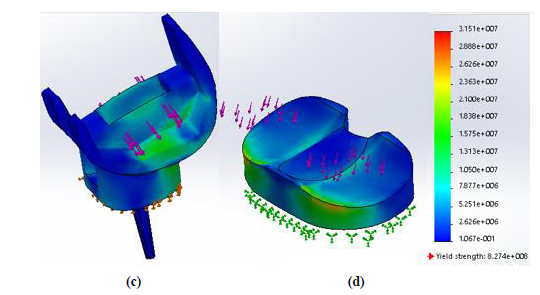 3.151e+007
2.888e+007
2.626e+007
2.363e+007
2.100e+007
1.838e+007
1.575e+007
1.313e+007
1.050e+007
7.877e+006
5.251e+006
2.626e+006
1.067e-001
Yield strength: 8.274e+008
(c) (d)